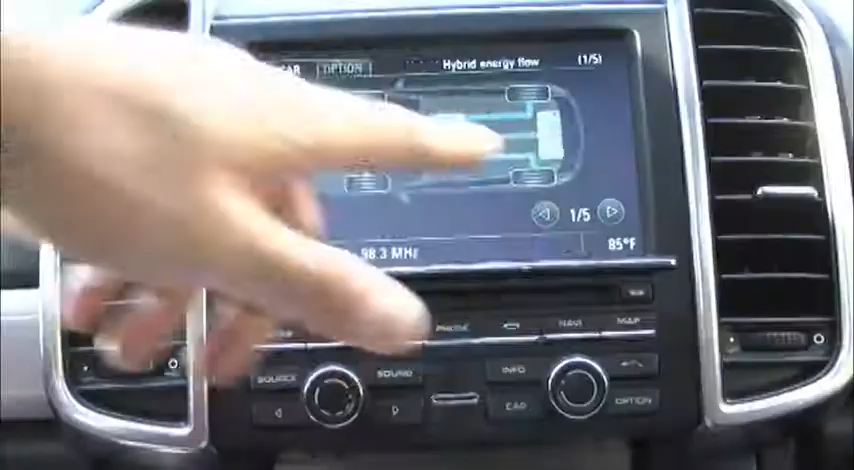 CAR OPTION Hybrid energy flow (1/5)
1/5
98.3 MHz
85°F
PHONE NAVI MAP
SOURCE SOUND INFO
CAR OPTION